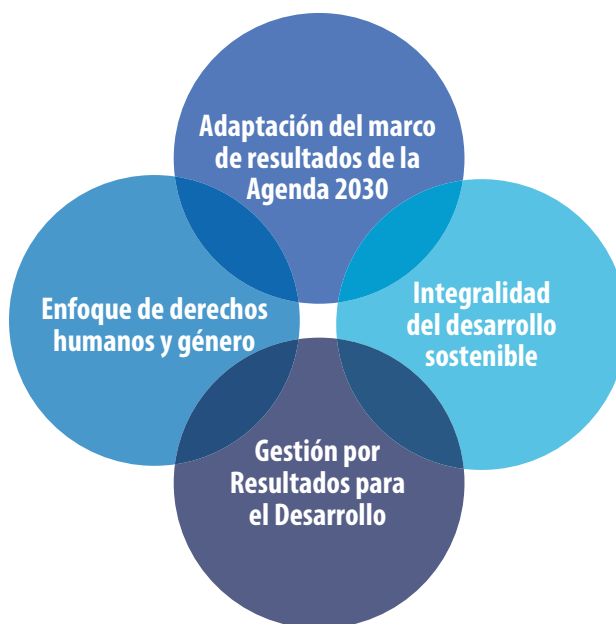 Adaptación del marco
de resultados de la
Agenda 2030
Enfoque de derechos
humanos y género
Integralidad
del desarrollo
sostenible
Gestión por
Resultados para
el Desarrollo